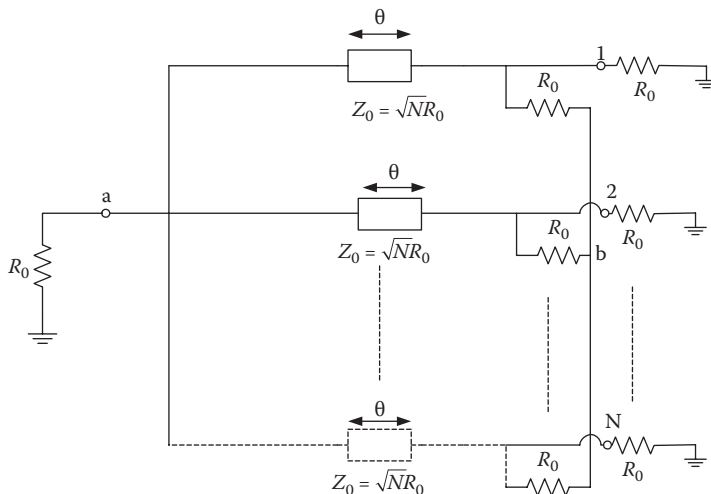 θ
1
R₀
R₀
Z₀ = √NR₀
θ
a
2
R₀
R₀
R₀
b
Z₀ = √NR₀
θ
N
R₀
R₀
Z₀ = √NR₀